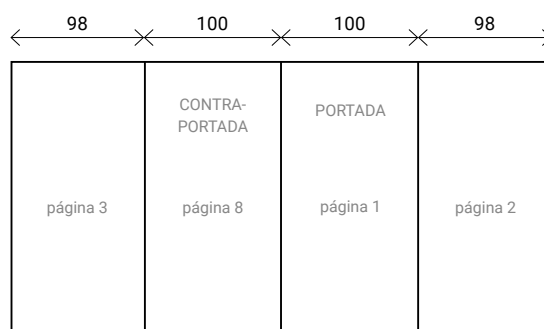 98 100 100 98
CONTRA-
PORTADA
PORTADA
página 3 página 8 página 1 página 2